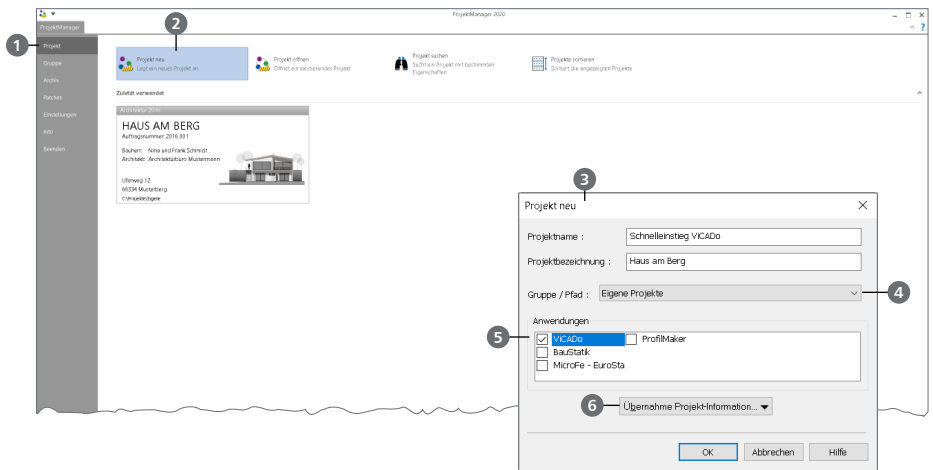 ProjektManager 2020
ProjektManager
?
1
2
Projekt
Gruppe
Archiv
Patches
Einstellungen
Info
Beenden
Projekt neu
Legt ein neues Projekt an
Projekt öffnen
Öffnet ein existierendes Projekt
Projekt suchen
Sucht ein Projekt mit bestimmten
Eigenschaften
Projekte sortieren
Sortiert die angezeigten Projekte
Zuletzt verwendet
Architektur 2016
HAUS AM BERG
Auftragsnummer: 2016 001
Bauherr: Nina und Frank Schmidt
Architekt: Architekturbüro Mustermann
Uferweg 12
66334 Musterberg
C:\Projekte\Eigene
3
Projekt neu
Projektname : Schnelleinstieg ViCADo
Projektbezeichnung : Haus am Berg
Gruppe / Pfad : Eigene Projekte
4
Anwendungen
5
ViCADo ProfilMaker
BauStatik
MicroFe - EuroSta
6
Übernahme Projekt-Information...
OK Abbrechen Hilfe